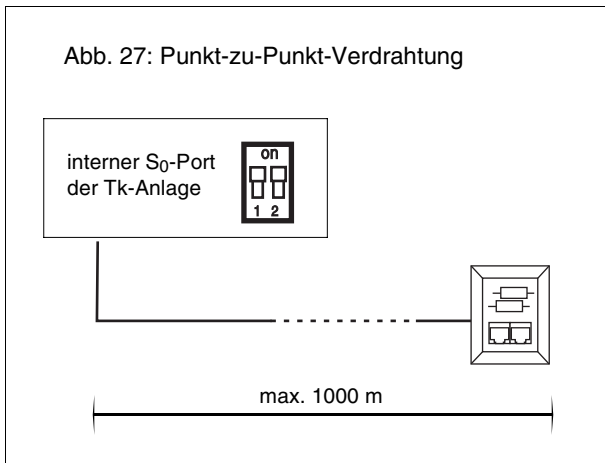 Abb. 27: Punkt-zu-Punkt-Verdrahtung
interner S₀-Port
der Tk-Anlage
on
1 2
max. 1000 m